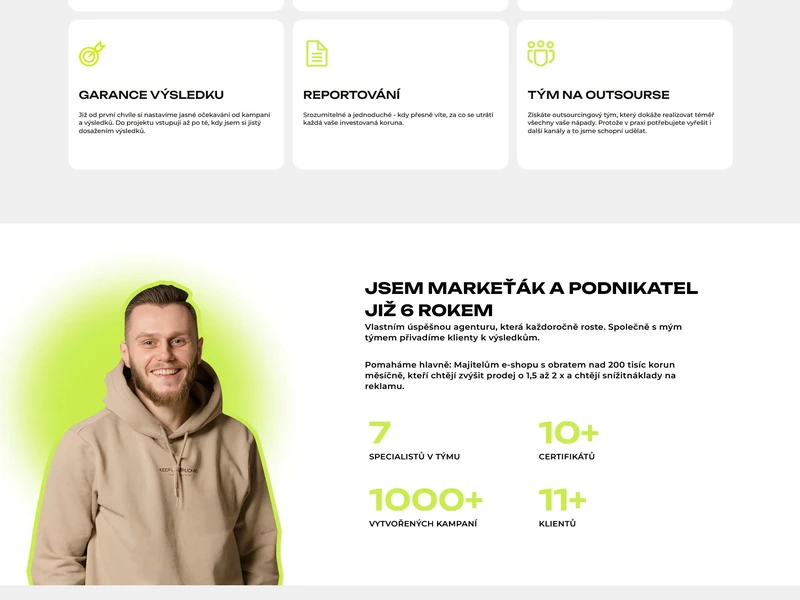 GARANCE VÝSLEDKU
Již od první chvíle si nastavíme jasné očekávání od kampaní
a výsledků. Do projektu vstupuji až po té, kdy jsem si jistý
dosažením výsledků.
REPORTOVÁNÍ
Srozumitelné a jednoduché - kdy přesně víte, za co se utrátí
každá vaše investovaná koruna.
TÝM NA OUTSOURSE
Získáte outsourcingový tým, který dokáže realizovat téměř
všechny vaše nápady. Protože v praxi potřebujete vyřešit i
další kanály a to jsme schopni udělat.
JSEM MARKEŤÁK A PODNIKATEL
JIŽ 6 ROKEM
Vlastním úspěšnou agenturu, která každoročně roste. Společně s mým
týmem přivadíme klienty k výsledkům.
Pomaháme hlavně: Majitelům e-shopu s obratem nad 200 tisíc korun
měsíčně, kteří chtějí zvýšit prodej o 1,5 až 2 x a chtějí snížitnáklady na
reklamu.
7
SPECIALISTŮ V TÝMU
10+
CERTIFIKÁTŮ
1000+
VYTVOŘENÝCH KAMPANÍ
11+
KLIENTŮ